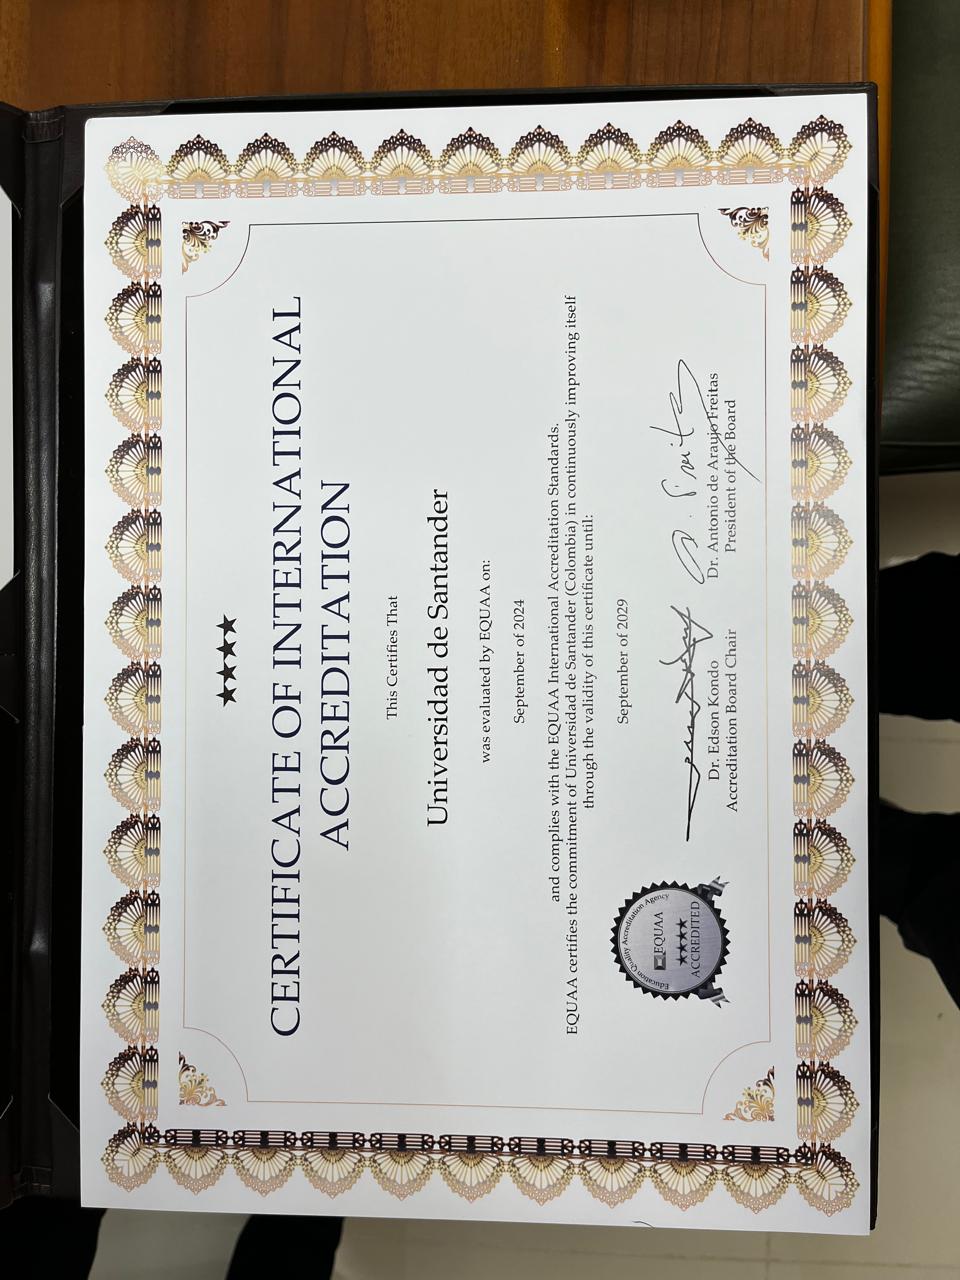 ★★★★
CERTIFICATE OF INTERNATIONAL
ACCREDITATION
This Certifies That
Universidad de Santander
was evaluated by EQUAA on:
September of 2024
and complies with the EQUAA International Accreditation Standards.
EQUAA certifies the commitment of Universidad de Santander (Colombia) in continuously improving itself
through the validity of this certificate until:
September of 2029
Education Quality Accreditation Agency
EQUAA
★★★★
ACCREDITED
Dr. Edson Kondo
Accreditation Board Chair
Dr. Antonio de Araujo Freitas
President of the Board